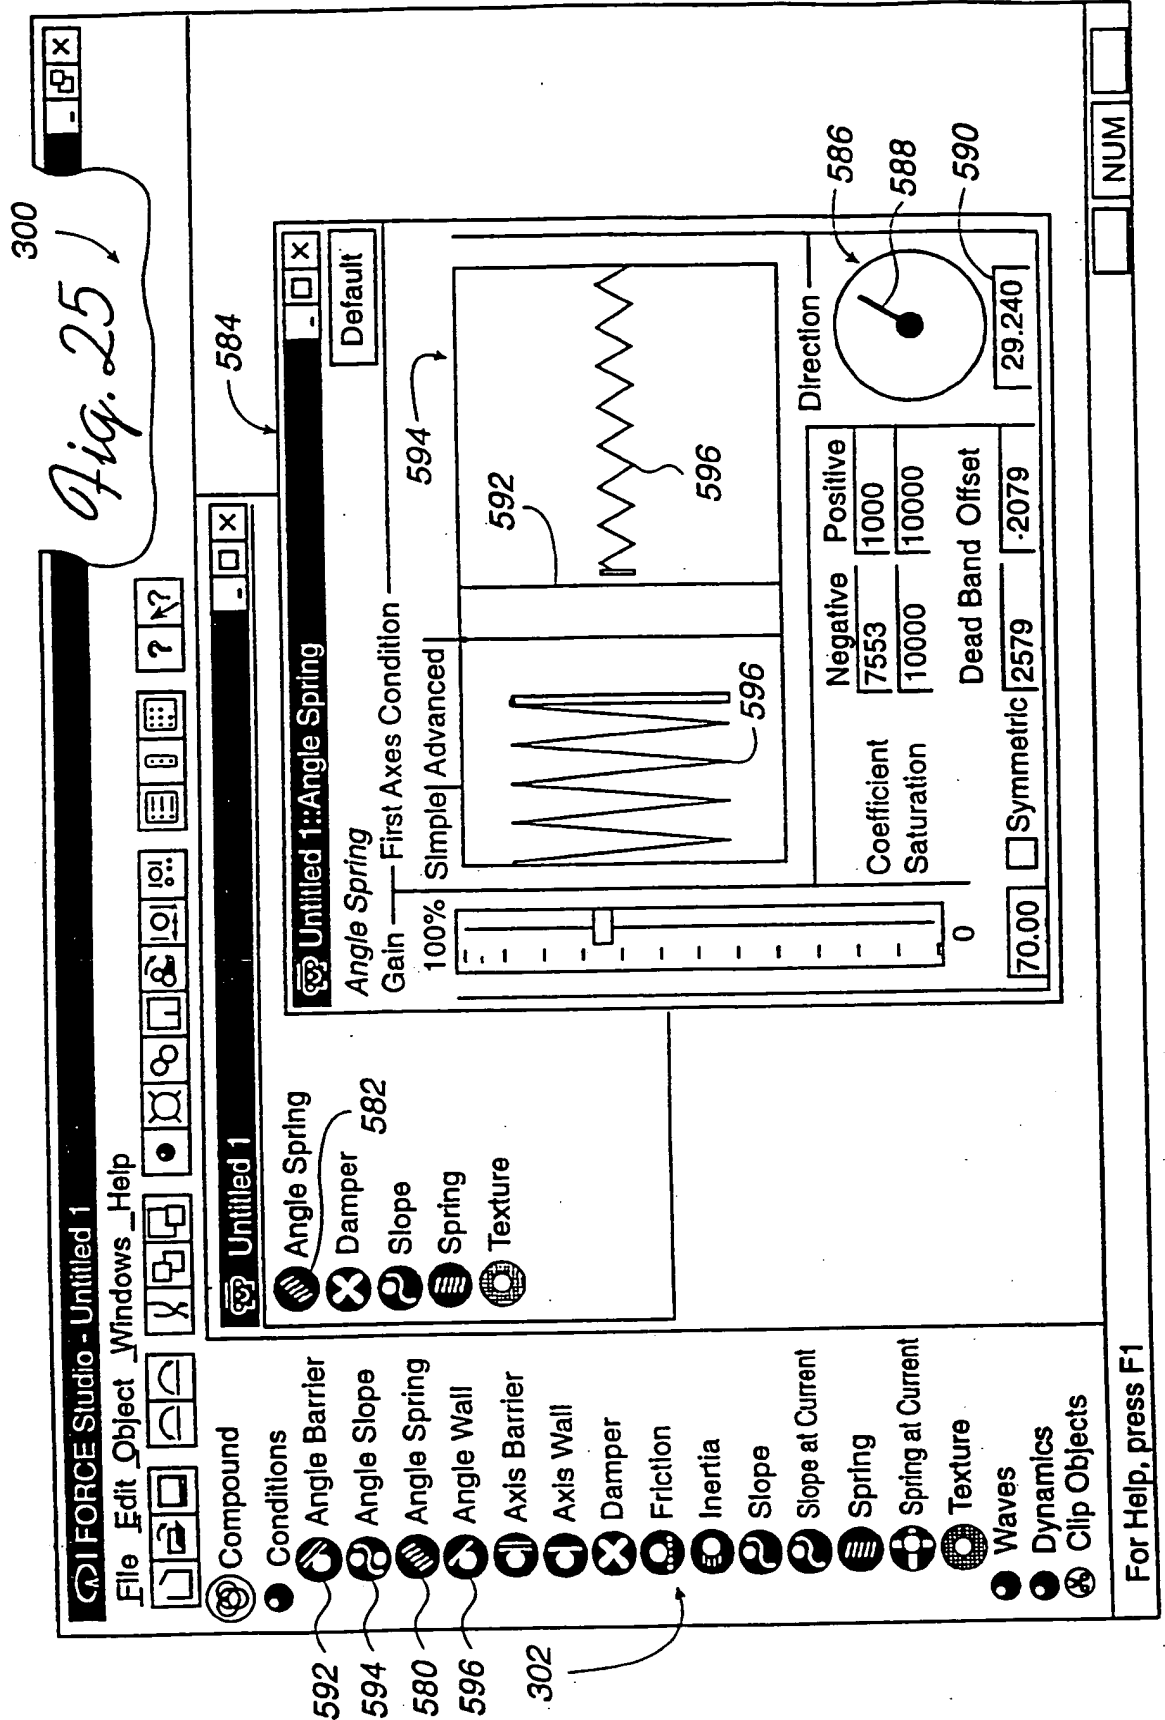 Fig. 25
300
I FORCE Studio - Untitled 1
File Edit Object Windows Help
? ?
Compound
Conditions
Angle Barrier
Angle Slope
Angle Spring
Angle Wall
Axis Barrier
Axis Wall
Damper
Friction
Inertia
Slope
Slope at Current
Spring
Spring at Current
Texture
Waves
Dynamics
Clip Objects
592
594
580
596
302
Untitled 1
Angle Spring
Damper
Slope
Spring
Texture
582
584
Untitled 1::Angle Spring
Angle Spring
Default
Gain
First Axes Condition
100%
Simple Advanced
0
70.00
594
592
596
596
Negative Positive
Coefficient 7553 1000
Saturation 10000 10000
Dead Band Offset
Symmetric 2579 -2079
Direction
29.240
586
588
590
For Help, press F1
NUM